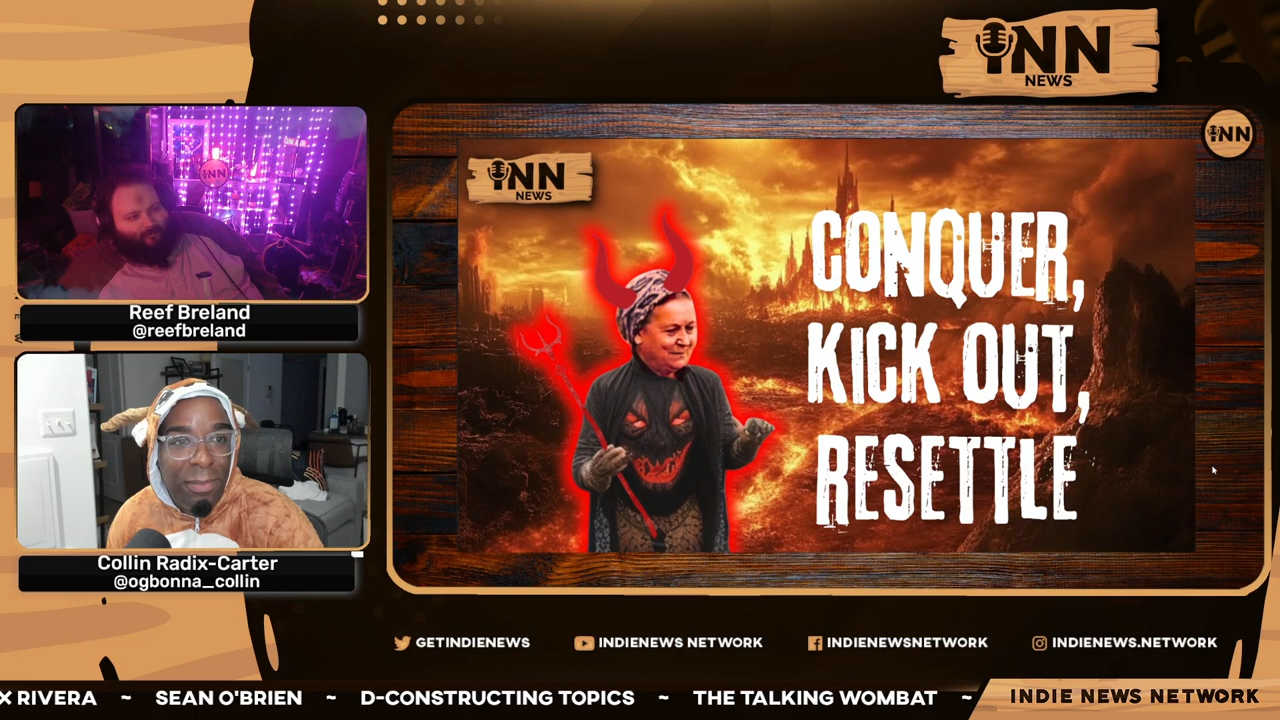 iNN
NEWS
iNN
iNN
NEWS
CONQUER,
KICK OUT,
RESETTLE
iNN
Reef Breland
@reefbreland
Collin Radix-Carter
@ogbonna_collin
GETINDIENEWS
INDIENEWS NETWORK
INDIENEWSNETWORK
INDIENEWS.NETWORK
X RIVERA ~ SEAN O'BRIEN ~ D-CONSTRUCTING TOPICS ~ THE TALKING WOMBAT ~
INDIE NEWS NETWORK